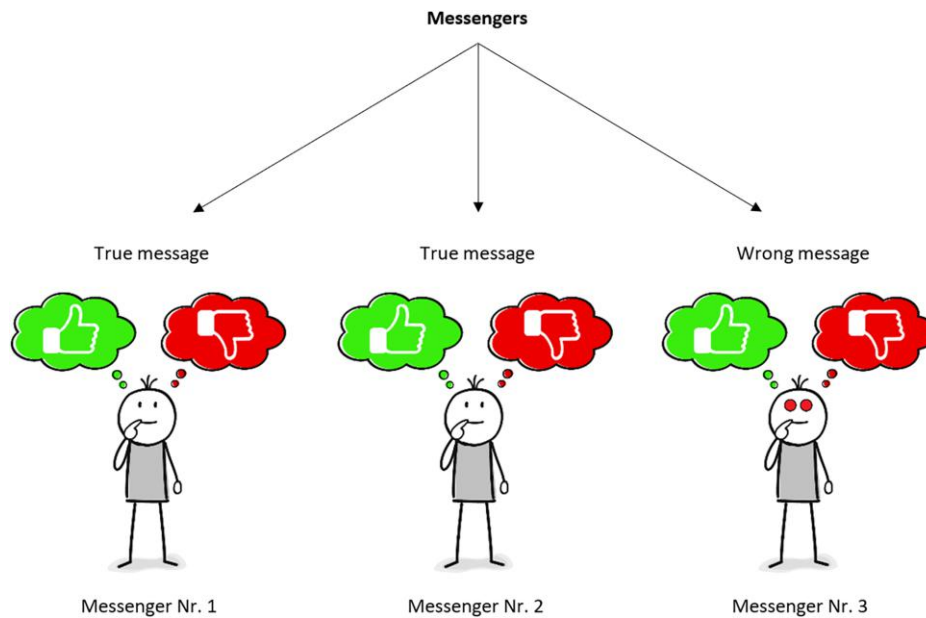 Messengers
True message
True message
Wrong message
Messenger Nr. 1
Messenger Nr. 2
Messenger Nr. 3